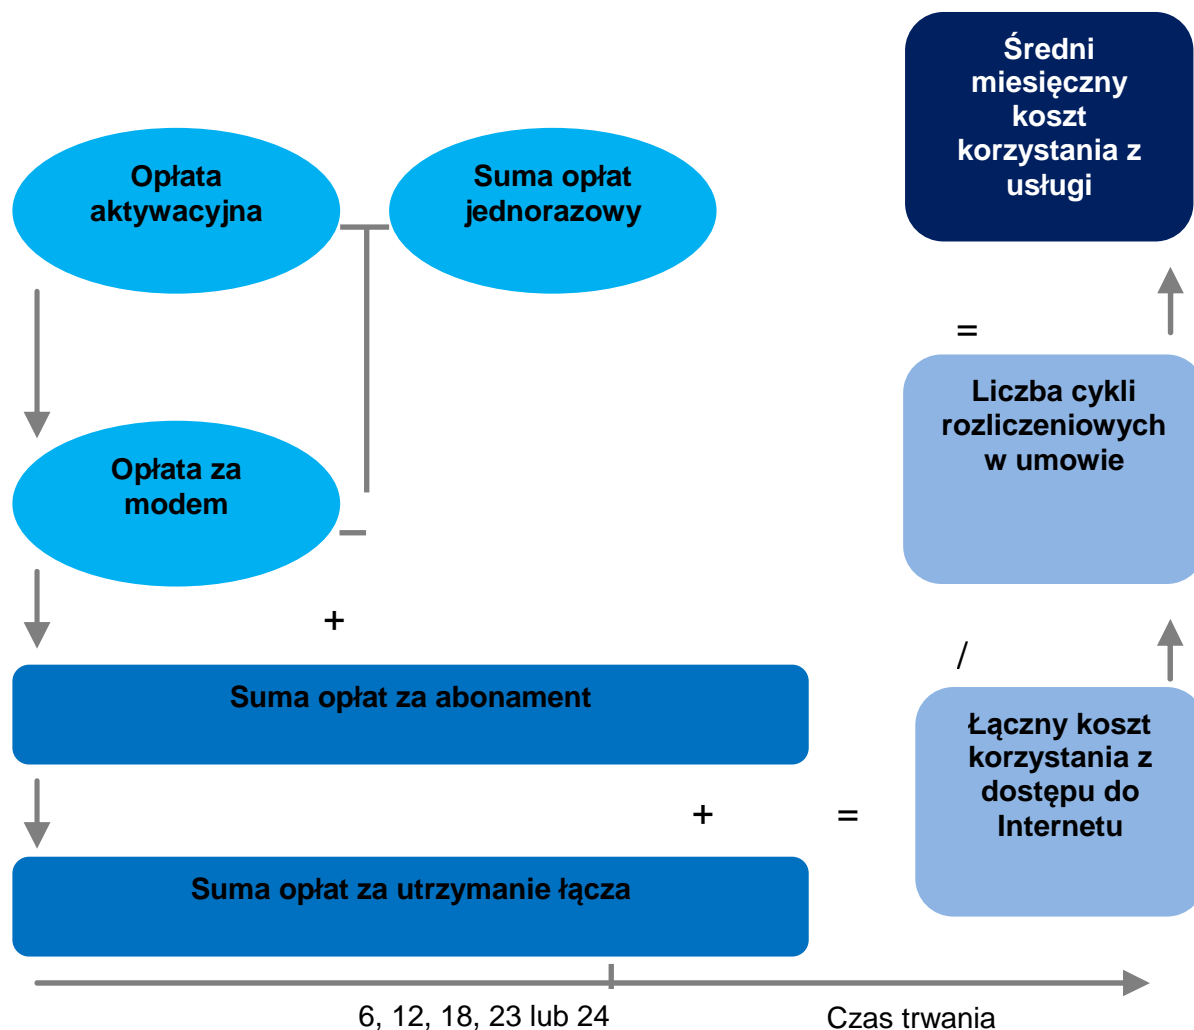 Średni
miesięczny
koszt
korzystania z
usługi
Opłata
aktywacyjna
Suma opłat
jednorazowy
=
Liczba cykli
rozliczeniowych
w umowie
Opłata za
modem
+
/
Suma opłat za abonament
Łączny koszt
korzystania z
dostępu do
Internetu
+ =
Suma opłat za utrzymanie łącza
6, 12, 18, 23 lub 24
Czas trwania